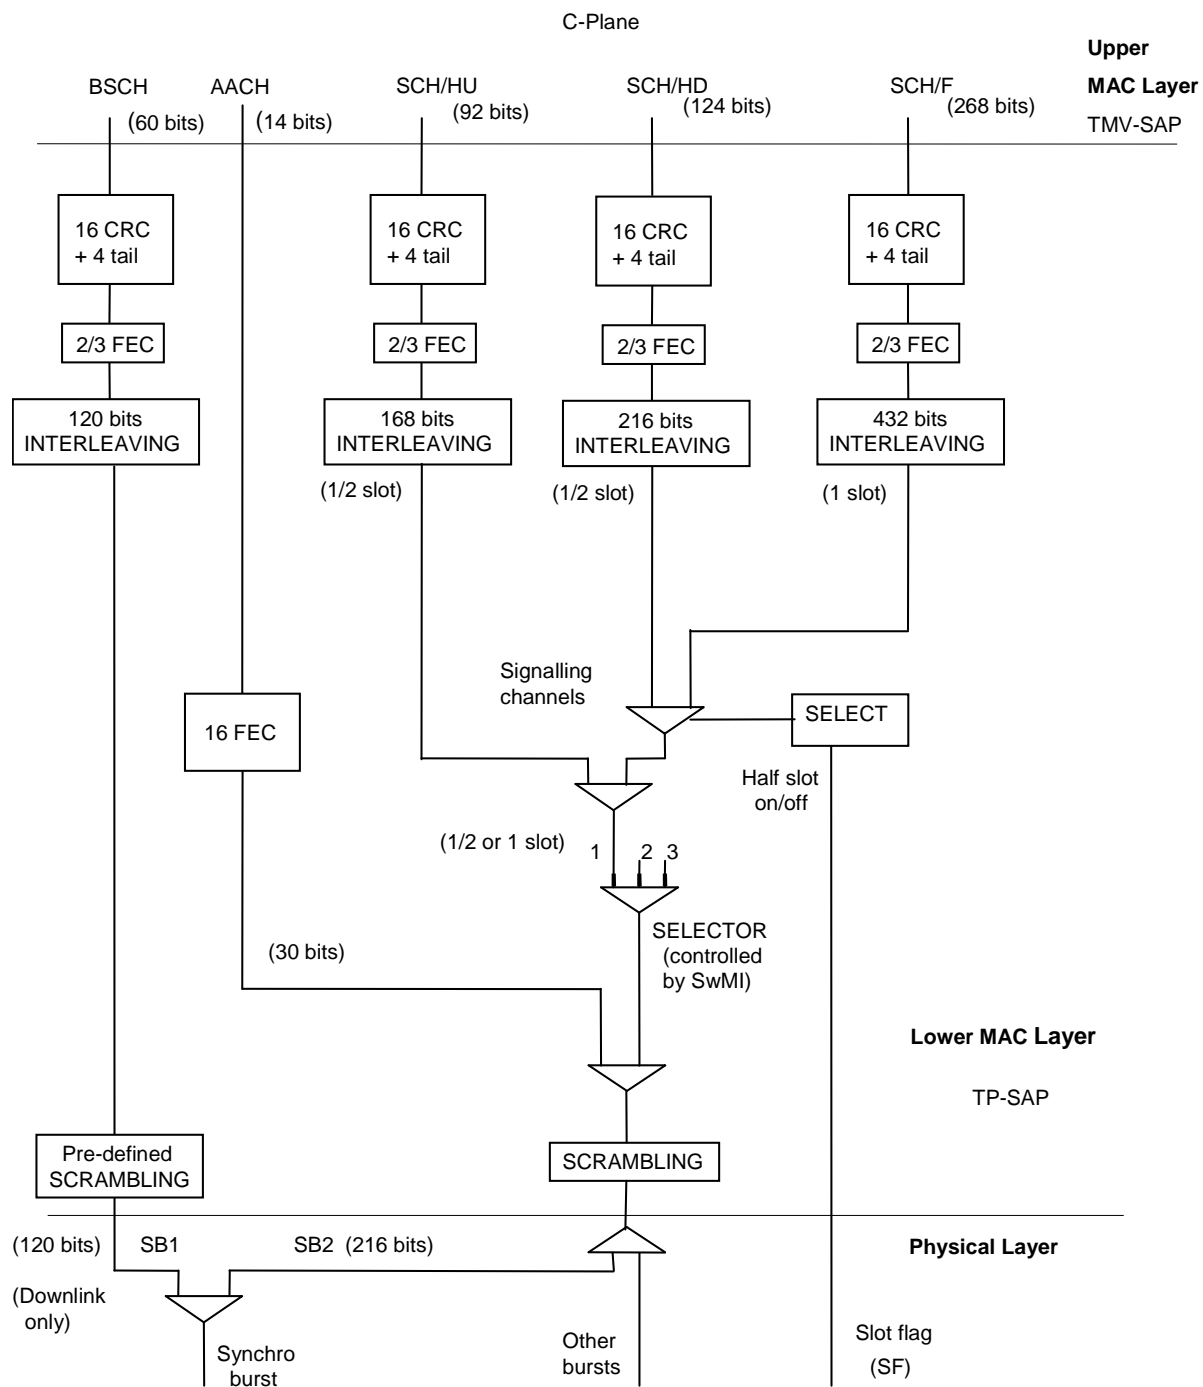 C-Plane
Upper
MAC Layer
TMV-SAP
BSCH
(60 bits)
AACH
(14 bits)
SCH/HU
(92 bits)
SCH/HD
(124 bits)
SCH/F
(268 bits)
16 CRC
+ 4 tail
16 CRC
+ 4 tail
16 CRC
+ 4 tail
16 CRC
+ 4 tail
2/3 FEC
2/3 FEC
2/3 FEC
2/3 FEC
120 bits
INTERLEAVING
168 bits
INTERLEAVING
216 bits
INTERLEAVING
432 bits
INTERLEAVING
(1/2 slot)
(1/2 slot)
(1 slot)
Signalling
channels
16 FEC
SELECT
Half slot
on/off
(1/2 or 1 slot)
1 2 3
SELECTOR
(controlled
by SwMI)
(30 bits)
Lower MAC Layer
TP-SAP
Pre-defined
SCRAMBLING
SCRAMBLING
(120 bits)
SB1
SB2 (216 bits)
Physical Layer
(Downlink
only)
Synchro
burst
Other
bursts
Slot flag
(SF)